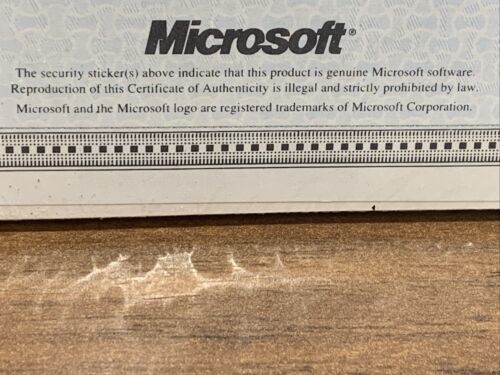 Microsoft®
The security sticker(s) above indicate that this product is genuine Microsoft software.
Reproduction of this Certificate of Authenticity is illegal and strictly prohibited by law.
Microsoft and the Microsoft logo are registered trademarks of Microsoft Corporation.